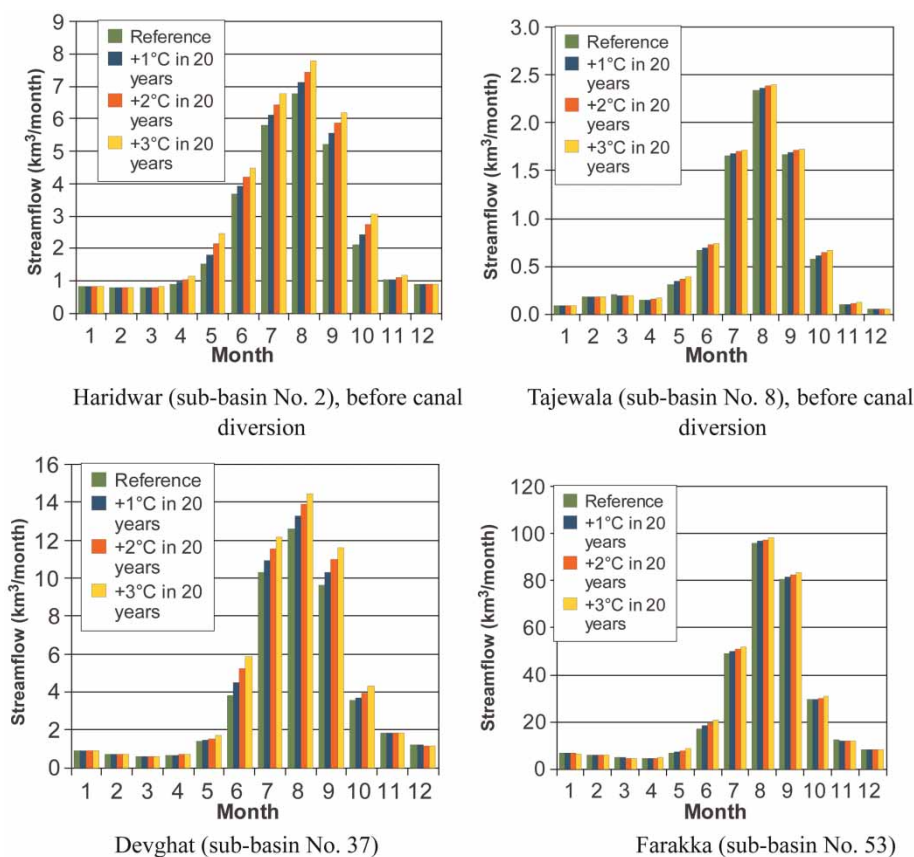 9
8
7
6
5
4
3
2
1
0
Streamflow (km³/month)
Reference
+1°C in 20
years
+2°C in 20
years
+3°C in 20
years
1 2 3 4 5 6 7 8 9 10 11 12
Month
Haridwar (sub-basin No. 2), before canal
diversion
3.0
2.5
2.0
1.5
1.0
0.5
0.0
Streamflow (km³/month)
Reference
+1°C in 20
years
+2°C in 20
years
+3°C in 20
years
1 2 3 4 5 6 7 8 9 10 11 12
Month
Tajewala (sub-basin No. 8), before canal
diversion
16
14
12
10
8
6
4
2
0
Streamflow (km³/month)
Reference
+1°C in 20
years
+2°C in 20
years
+3°C in 20
years
1 2 3 4 5 6 7 8 9 10 11 12
Month
Devghat (sub-basin No. 37)
120
100
80
60
40
20
0
Streamflow (km³/month)
Reference
+1°C in 20
years
+2°C in 20
years
+3°C in 20
years
1 2 3 4 5 6 7 8 9 10 11 12
Month
Farakka (sub-basin No. 53)